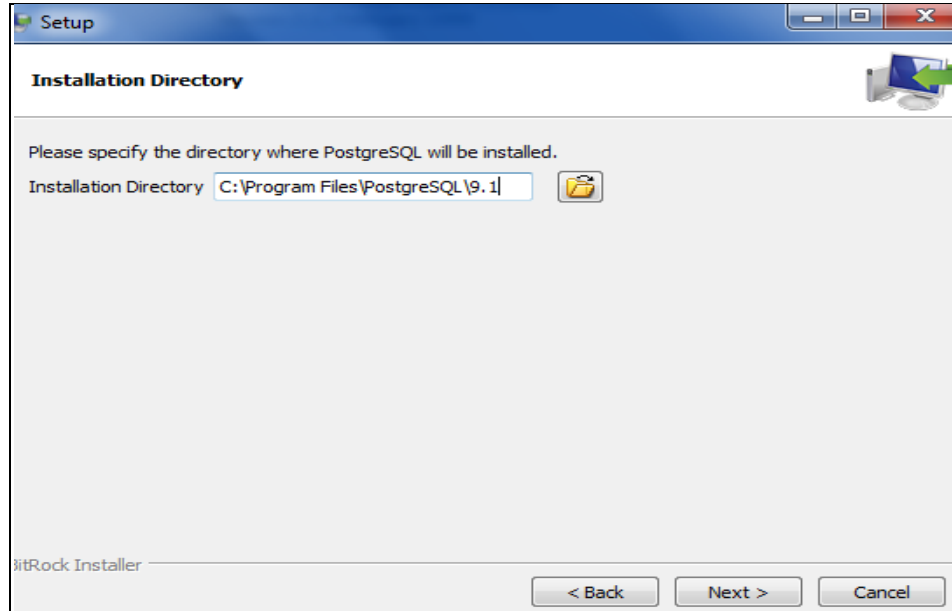 Setup
Installation Directory
Please specify the directory where PostgreSQL will be installed.
Installation Directory C:\Program Files\PostgreSQL\9.1
BitRock Installer
< Back Next > Cancel